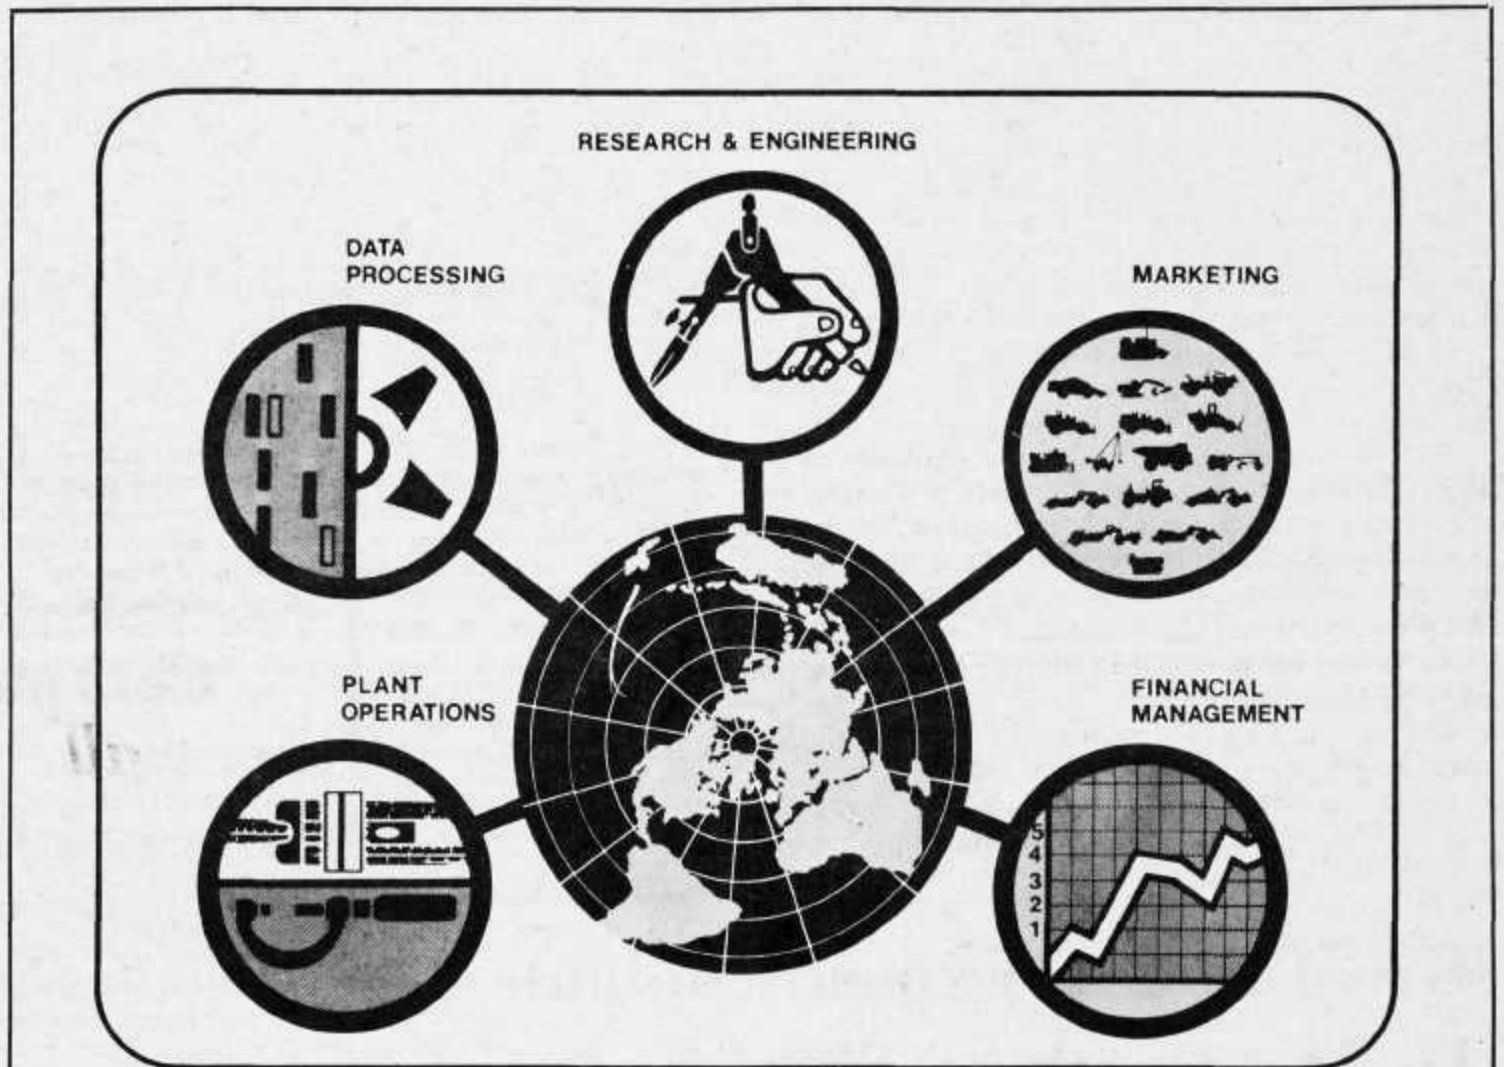 RESEARCH & ENGINEERING
DATA
PROCESSING
MARKETING
PLANT
OPERATIONS
FINANCIAL
MANAGEMENT
5
4
3
2
1